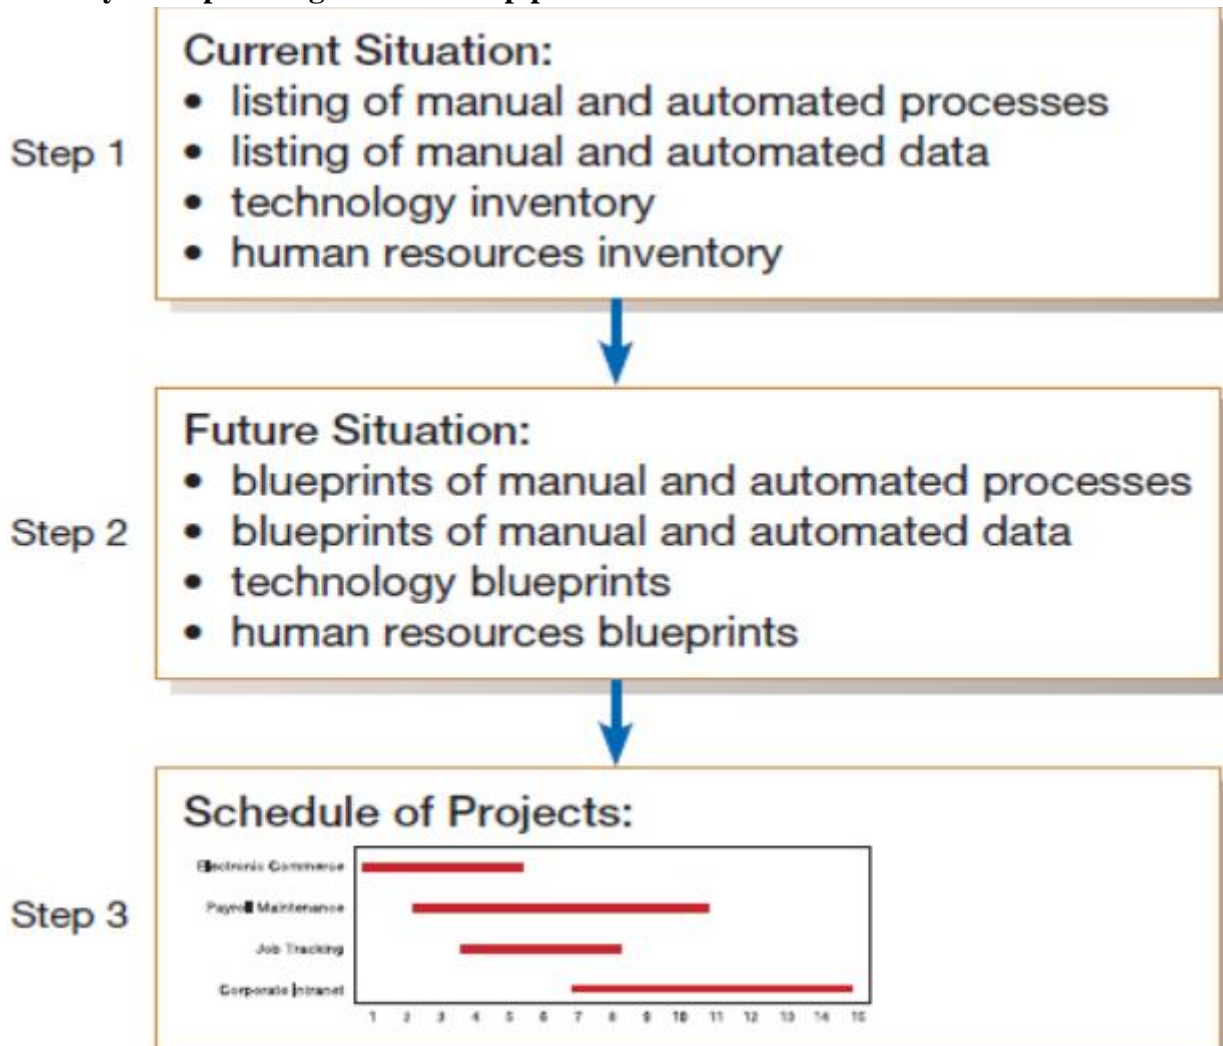 Current Situation:
• listing of manual and automated processes
• listing of manual and automated data
• technology inventory
• human resources inventory
Step 1
Future Situation:
• blueprints of manual and automated processes
• blueprints of manual and automated data
• technology blueprints
• human resources blueprints
Step 2
Schedule of Projects:
Electronic Commerce
Payroll Maintenance
Job Tracking
Corporate Intranet
1 2 3 4 5 6 7 8 9 10 11 12 13 14 15
Step 3